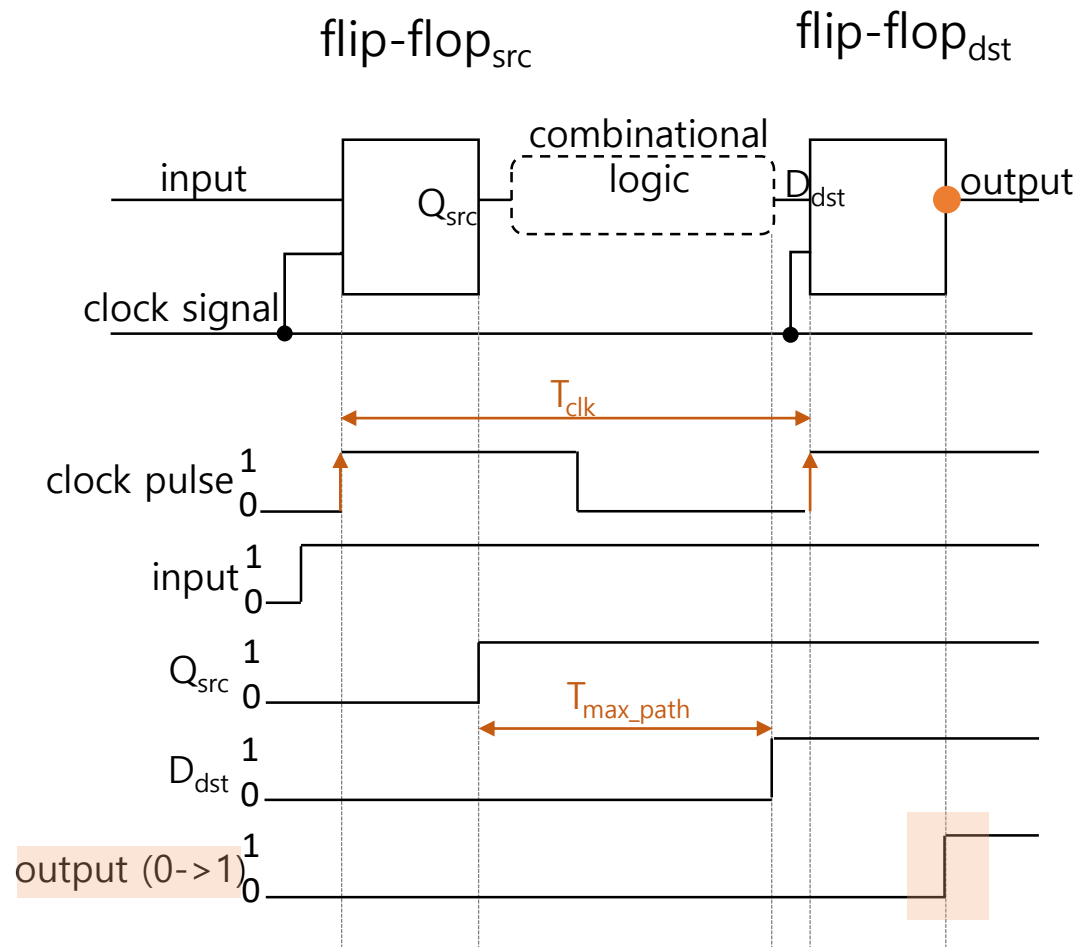 flip-flopsrc
flip-flopdst
combinational
logic
input
Qsrc
Ddst
output
clock signal
Tclk
clock pulse
1
0
input
1
0
Qsrc
1
0
Tmax_path
Ddst
1
0
output (0->1)
1
0